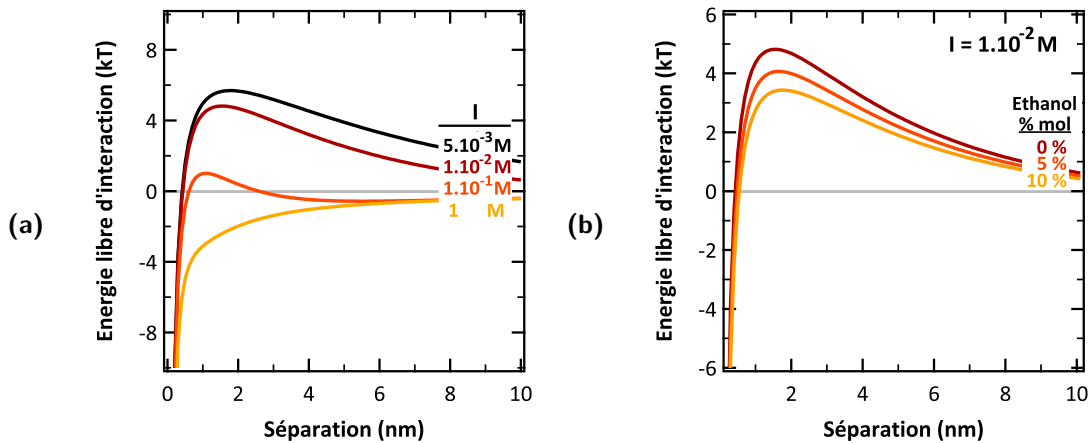 (a)
Energie libre d'interaction (kT)
8
4
0
-4
-8
I
5.10⁻³M
1.10⁻²M
1.10⁻¹M
1 M
0 2 4 6 8 10
Séparation (nm)
(b)
Energie libre d'interaction (kT)
6
4
2
0
-2
-4
-6
I = 1.10⁻²M
Ethanol
% mol
0 %
5 %
10 %
2 4 6 8 10
Séparation (nm)